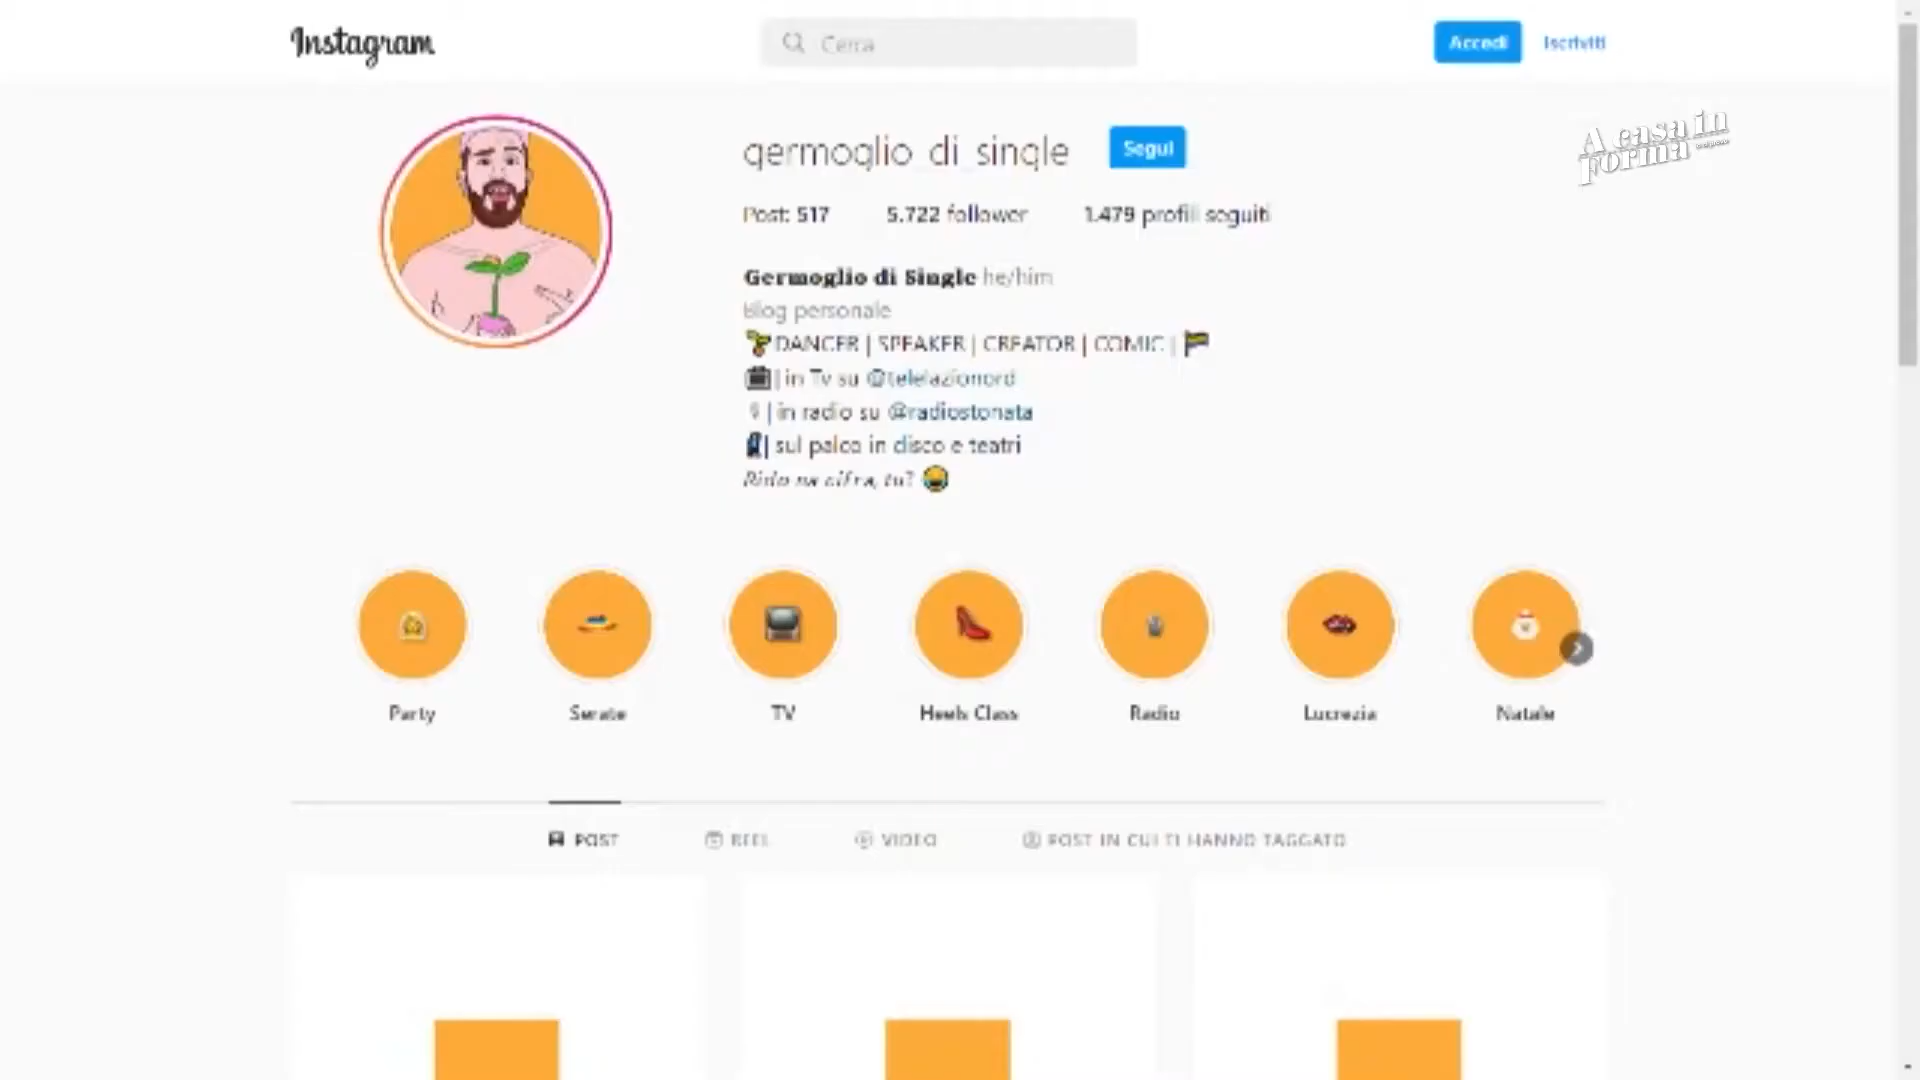 Instagram
Cerca
Accedi
Iscriviti
A casa in
Forma
germoglio_di_single
Segui
Post: 517
5.722 follower
1.479 profili seguiti
Germoglio di Single he/him
Blog personale
DANCER | SPEAKER | CREATOR | COMIC |
| in Tv su @telelazionord
| in radio su @radiostonata
| sul palco in disco e teatri
Rido na cifra, tu?
Party
Serate
TV
Heels Class
Radio
Lucrezia
Natale
POST
REEL
VIDEO
POST IN CUI TI HANNO TAGGATO